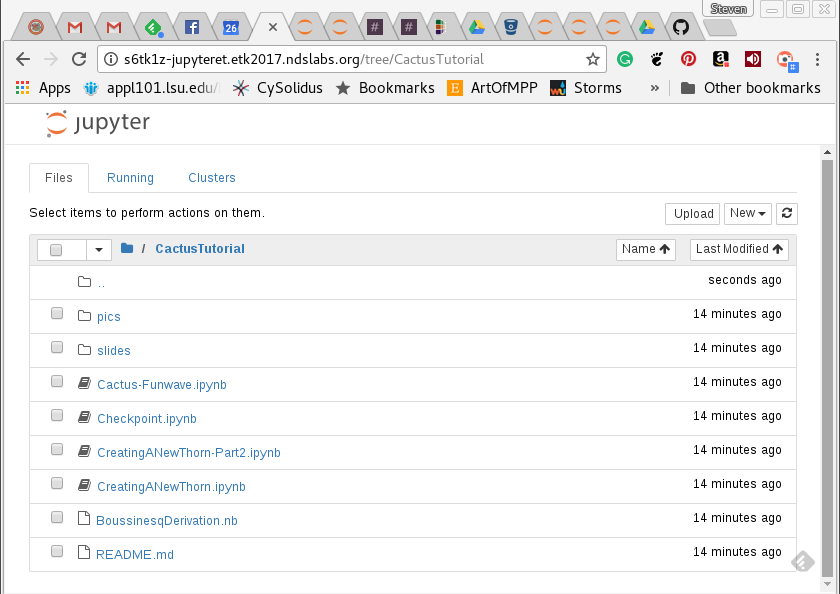 Steven
26
#
#
s6tk1z-jupyteret.etk2017.ndslabs.org/tree/CactusTutorial
Apps appl101.lsu.edu/ CySolidus Bookmarks ArtOfMPP Storms » Other bookmarks
jupyter
Files Running Clusters
Select items to perform actions on them.
Upload New
/ CactusTutorial Name Last Modified
.. seconds ago
pics 14 minutes ago
slides 14 minutes ago
Cactus-Funwave.ipynb 14 minutes ago
Checkpoint.ipynb 14 minutes ago
CreatingANewThorn-Part2.ipynb 14 minutes ago
CreatingANewThorn.ipynb 14 minutes ago
BoussinesqDerivation.nb 14 minutes ago
README.md 14 minutes ago